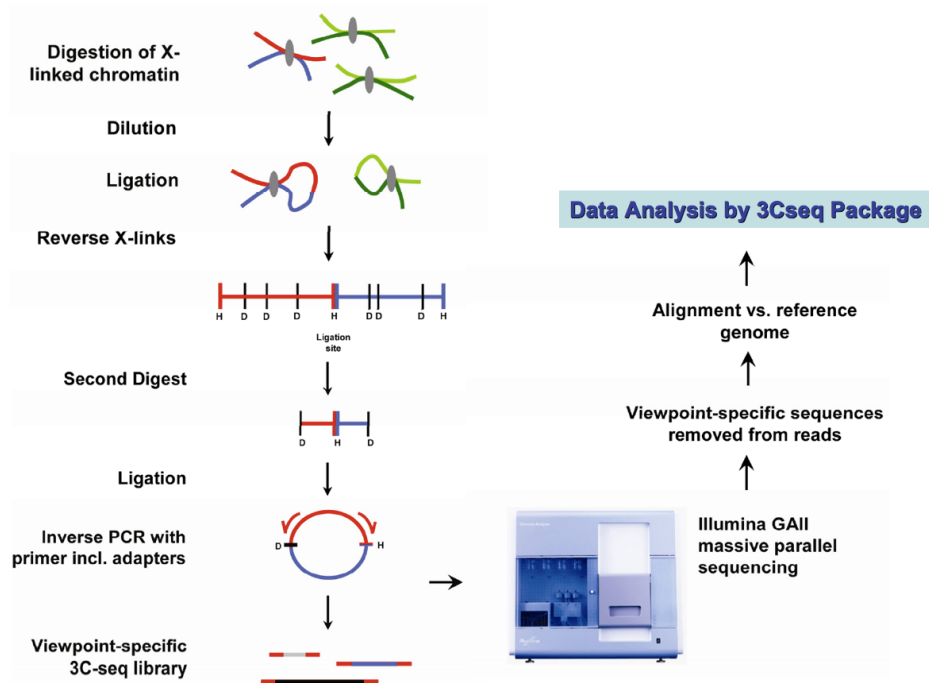 Digestion of X-
linked chromatin
Dilution
Ligation
Reverse X-links
H D D D H D D D H
Ligation
site
Second Digest
D H D
Ligation
Inverse PCR with
primer incl. adapters
D H
Viewpoint-specific
3C-seq library
Data Analysis by 3Cseq Package
Alignment vs. reference
genome
Viewpoint-specific sequences
removed from reads
Illumina GAII
massive parallel
sequencing